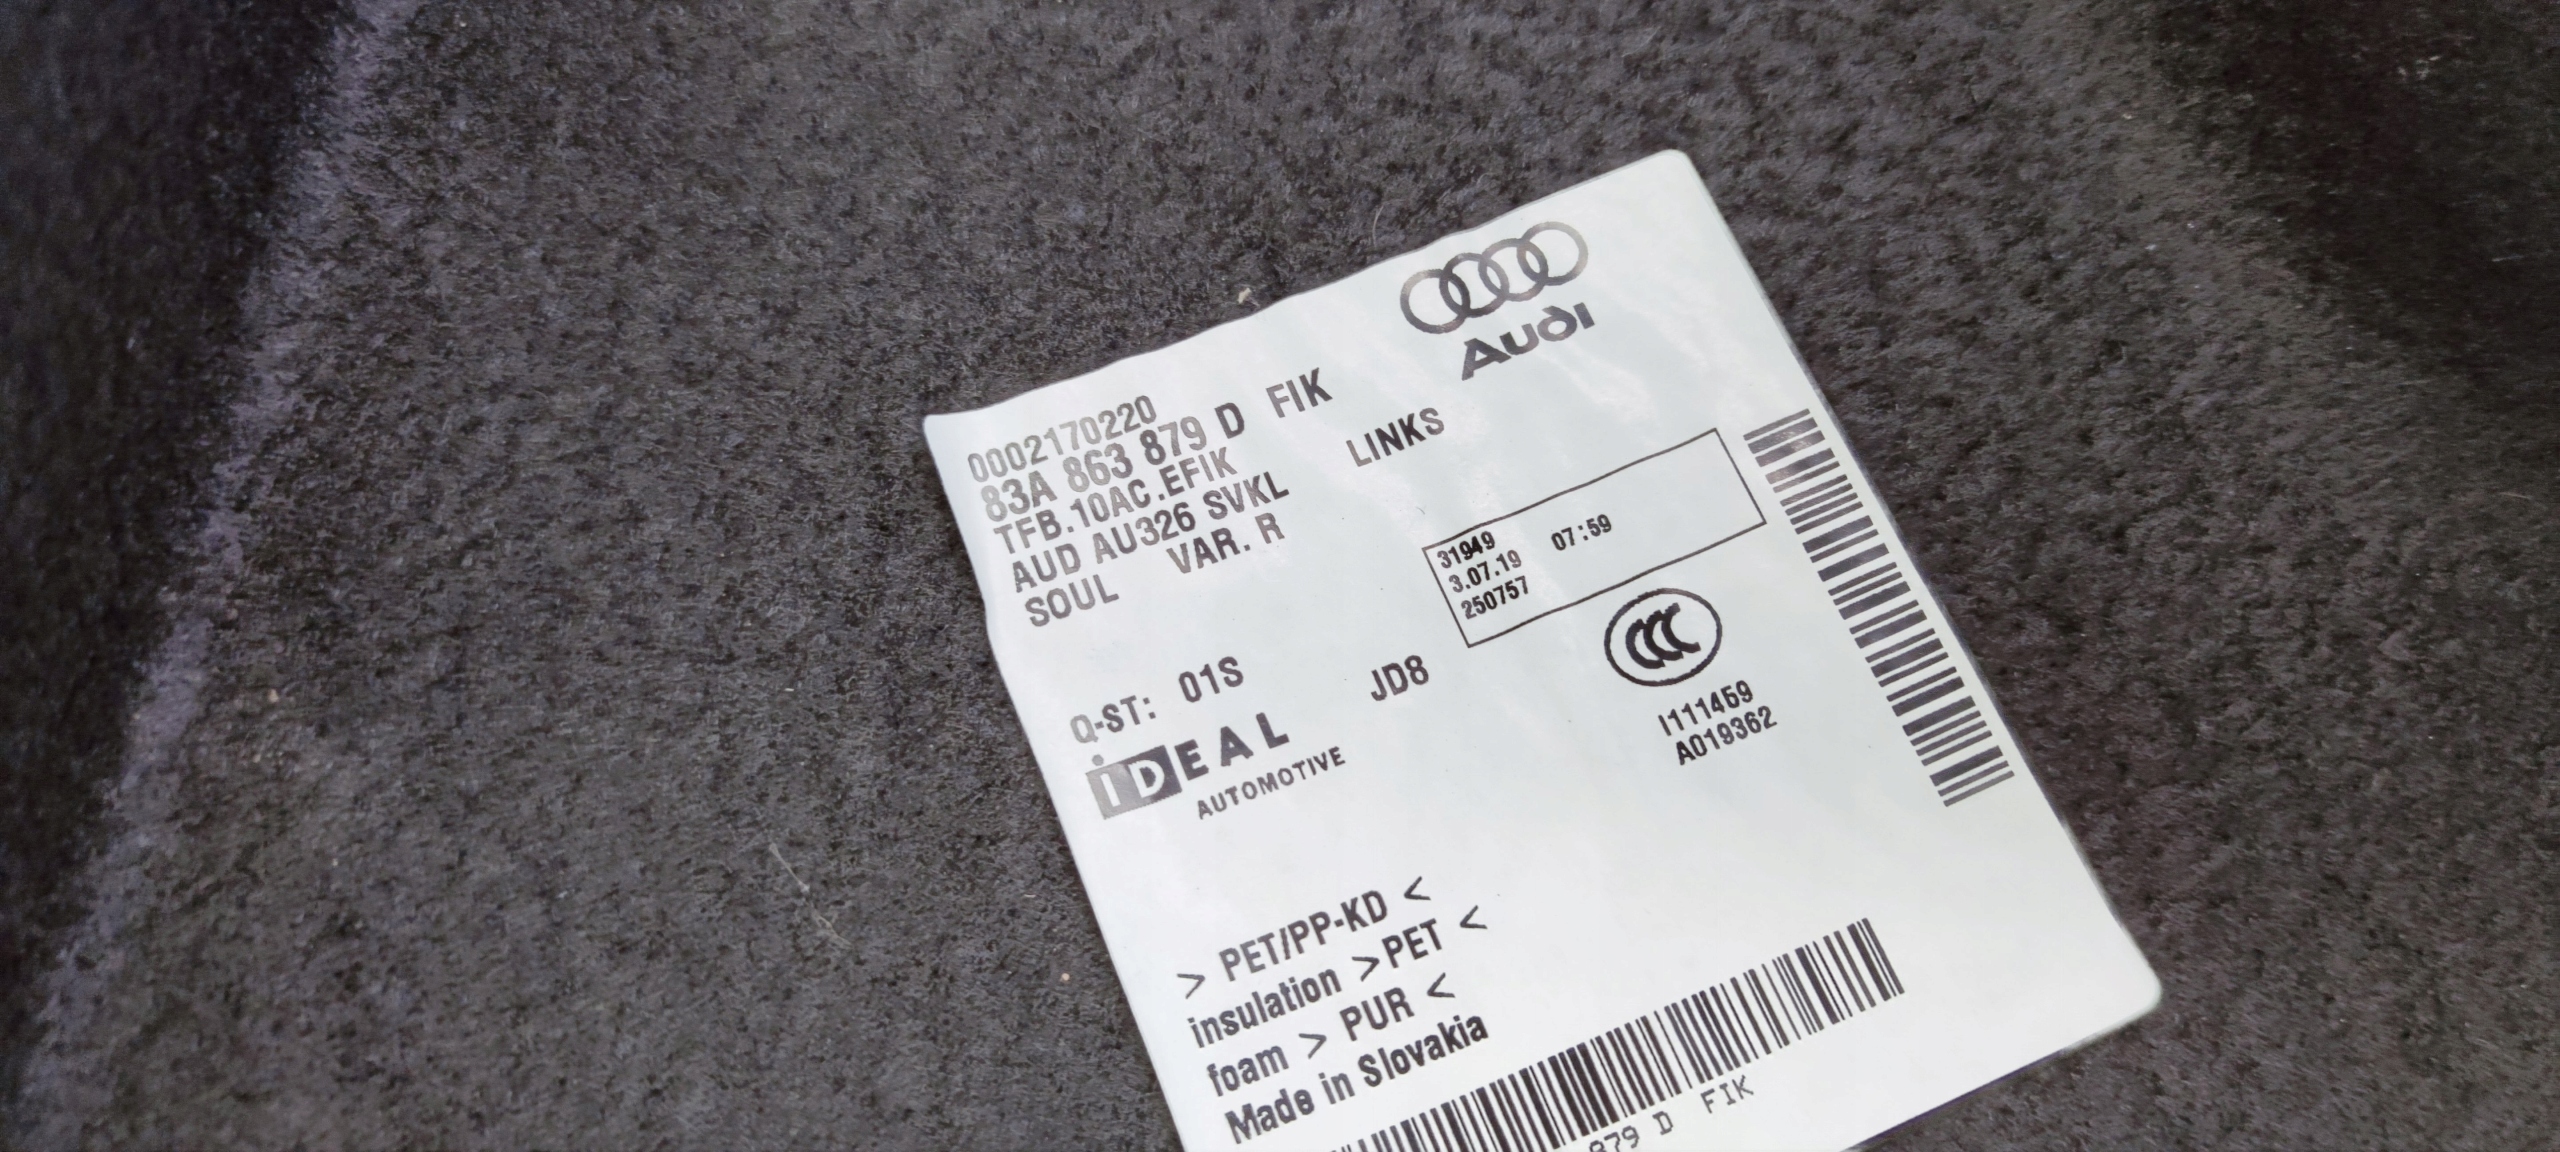 Audi
0002170220
83A 863 879 D FIK
TFB.10AC.EFIK
AUD AU326 SVKL LINKS
SOUL VAR. R
31949
3.07.19 07:59
250757
CCC
I111459
A019362
Q-ST: 01S JD8
iDEAL
AUTOMOTIVE
> PET/PP-KD <
insulation >PET <
foam > PUR <
Made in Slovakia
879 D FIK